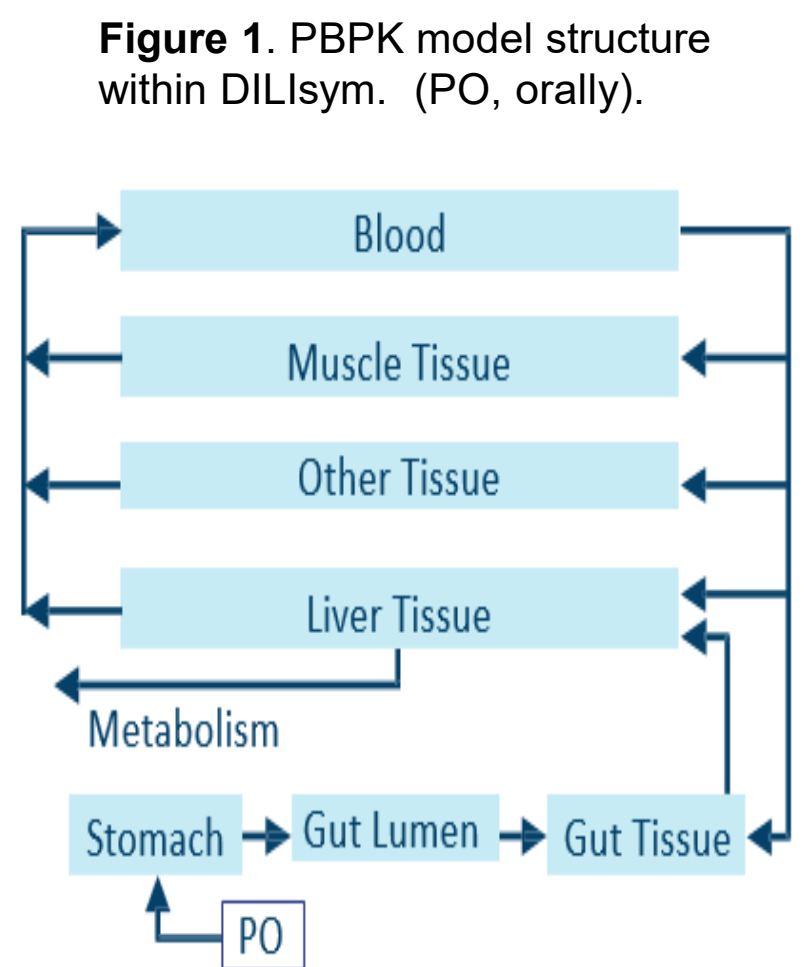 Figure 1. PBPK model structure
within DILIsym. (PO, orally).
Blood
Muscle Tissue
Other Tissue
Liver Tissue
Metabolism
Stomach
Gut Lumen
Gut Tissue
PO